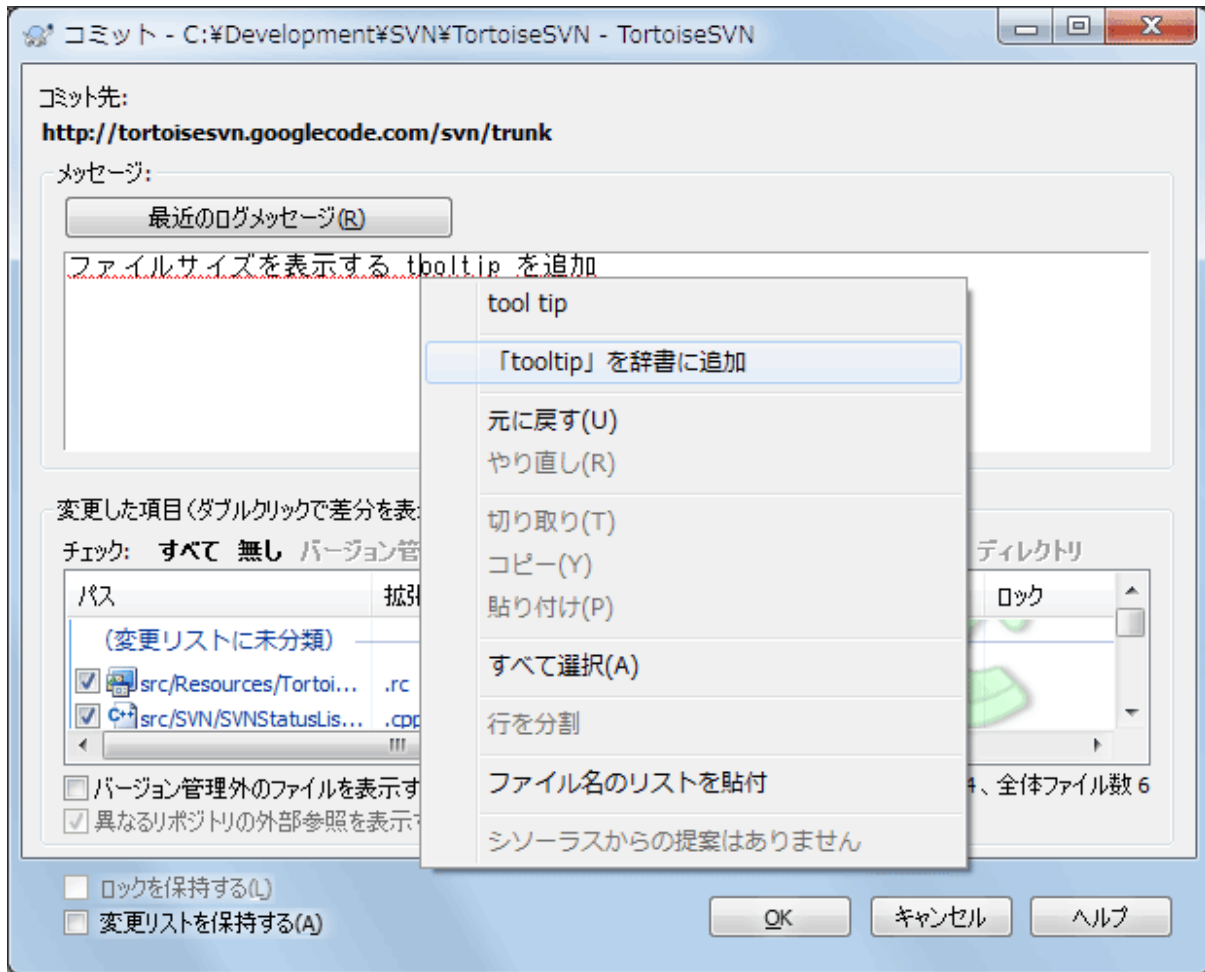 コミット - C:¥Development¥SVN¥TortoiseSVN - TortoiseSVN
コミット先:
http://tortoisesvn.googlecode.com/svn/trunk
メッセージ:
最近のログメッセージ(R)
ファイルサイズを表示する tooltip を追加
tool tip
「tooltip」を辞書に追加
元に戻す(U)
やり直し(R)
切り取り(T)
コピー(Y)
貼り付け(P)
すべて選択(A)
行を分割
ファイル名のリストを貼付
シソーラスからの提案はありません
変更した項目(ダブルクリックで差分を表
チェック: すべて 無し バージョン管 ディレクトリ
パス 拡張 ロック
(変更リストに未分類)
src/Resources/Tortoi... .rc
src/SVN/SVNStatusLis... .cpp
バージョン管理外のファイルを表示す 、全体ファイル数 6
異なるリポジトリの外部参照を表示
ロックを保持する(L)
変更リストを保持する(A)
OK キャンセル ヘルプ